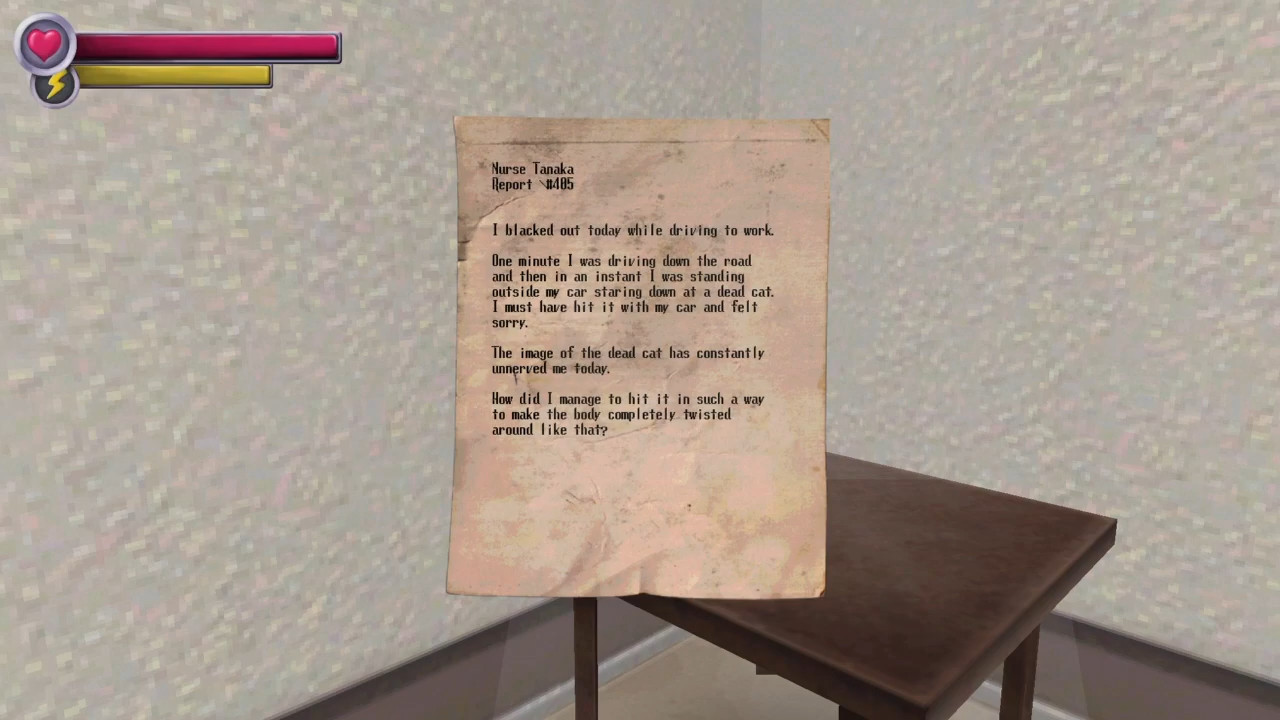 Nurse Tanaka
Report #485
I blacked out today while driving to work.
One minute I was driving down the road
and then in an instant I was standing
outside my car staring down at a dead cat.
I must have hit it with my car and felt
sorry.
The image of the dead cat has constantly
unnerved me today.
How did I manage to hit it in such a way
to make the body completely twisted
around like that?